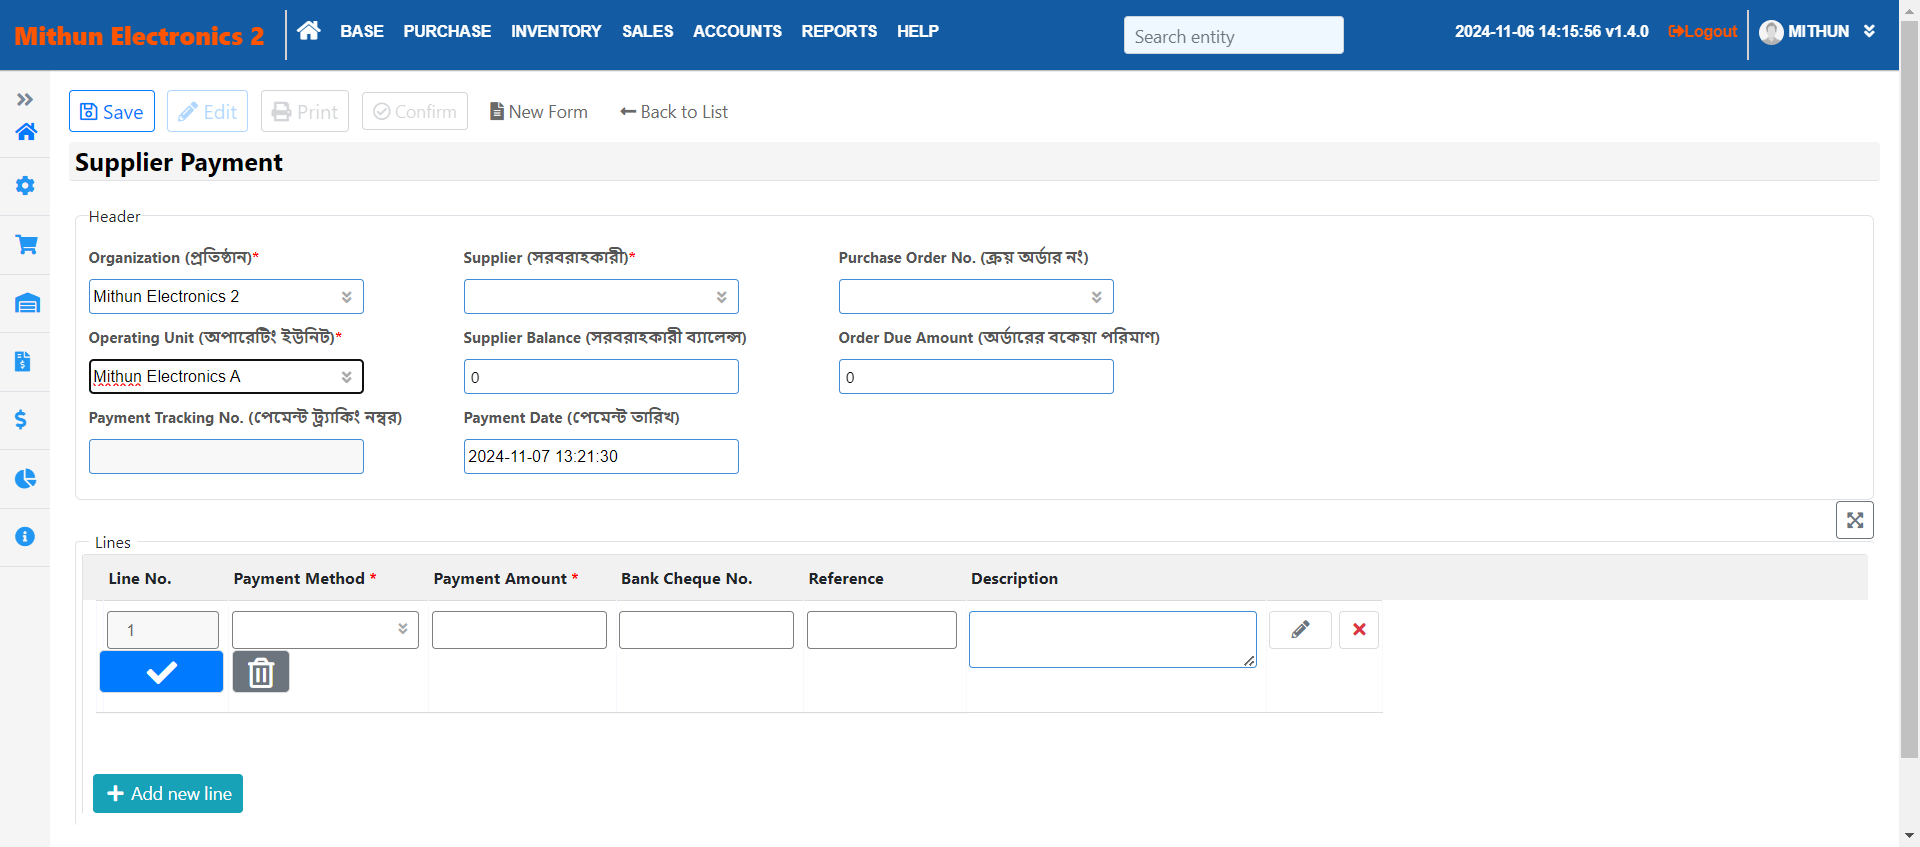 Mithun Electronics 2
BASE PURCHASE INVENTORY SALES ACCOUNTS REPORTS HELP
Search entity
2024-11-06 14:15:56 v1.4.0 Logout MITHUN
Save Edit Print Confirm New Form Back to List
Supplier Payment
Header
Organization (প্রতিষ্ঠান)* Supplier (সরবরাহকারী)* Purchase Order No. (ক্রয় অর্ডার নং)
Mithun Electronics 2
Operating Unit (অপারেটিং ইউনিট)* Supplier Balance (সরবরাহকারী ব্যালেন্স) Order Due Amount (অর্ডারের বকেয়া পরিমাণ)
Mithun Electronics A 0 0
Payment Tracking No. (পেমেন্ট ট্র্যাকিং নম্বর) Payment Date (পেমেন্ট তারিখ)
2024-11-07 13:21:30
Lines
Line No. Payment Method * Payment Amount * Bank Cheque No. Reference Description
1
Add new line